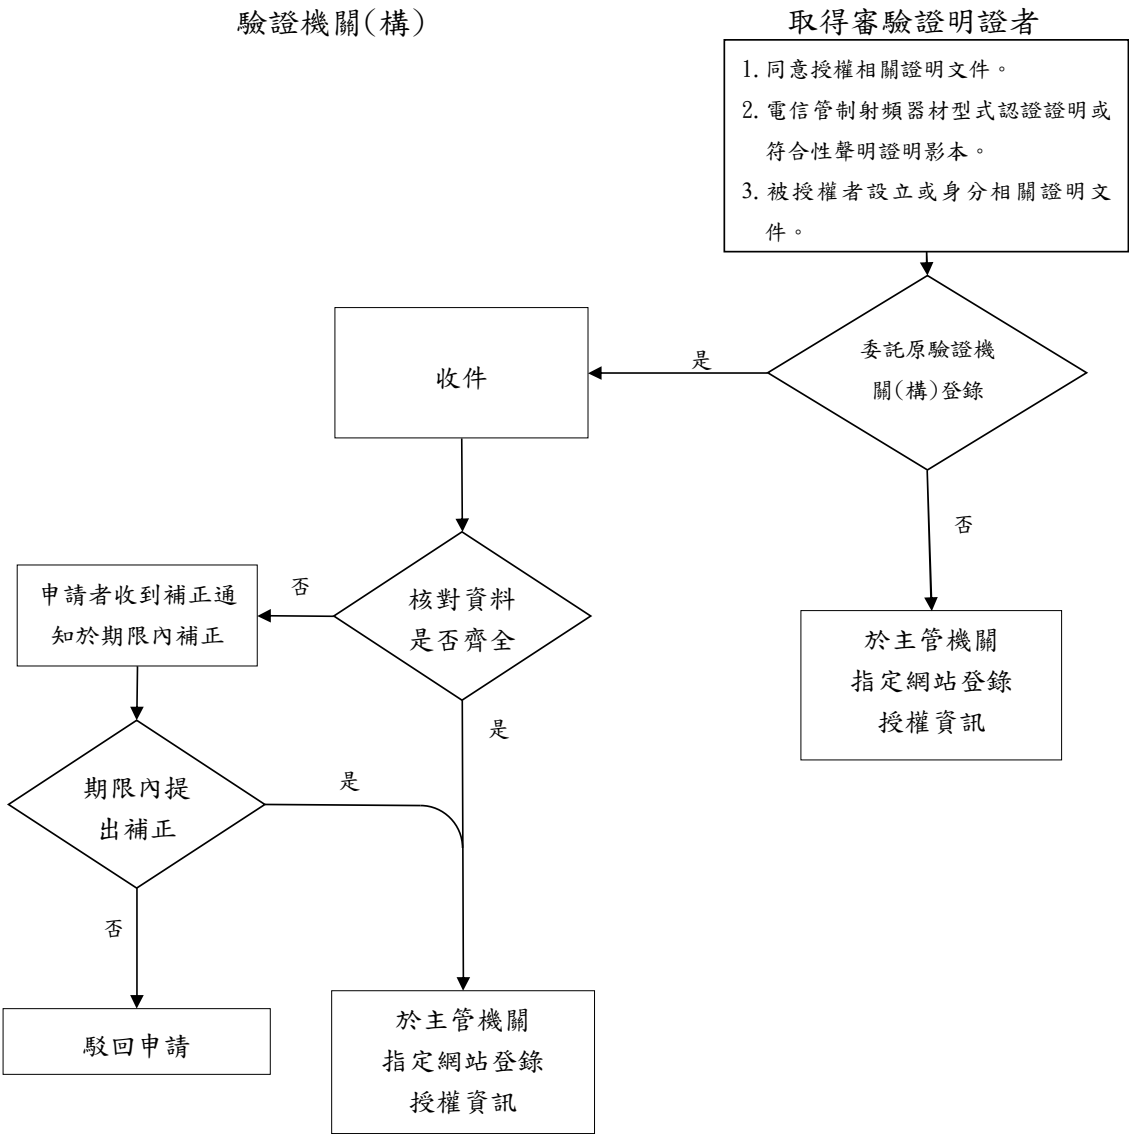 驗證機關(構)
取得審驗證明證者
1. 同意授權相關證明文件。
2. 電信管制射頻器材型式認證證明或
符合性聲明證明影本。
3. 被授權者設立或身分相關證明文
件。
委託原驗證機
關(構)登錄
是
收件
否
核對資料
是否齊全
否
申請者收到補正通
知於期限內補正
於主管機關
指定網站登錄
授權資訊
是
期限內提
出補正
是
否
駁回申請
於主管機關
指定網站登錄
授權資訊